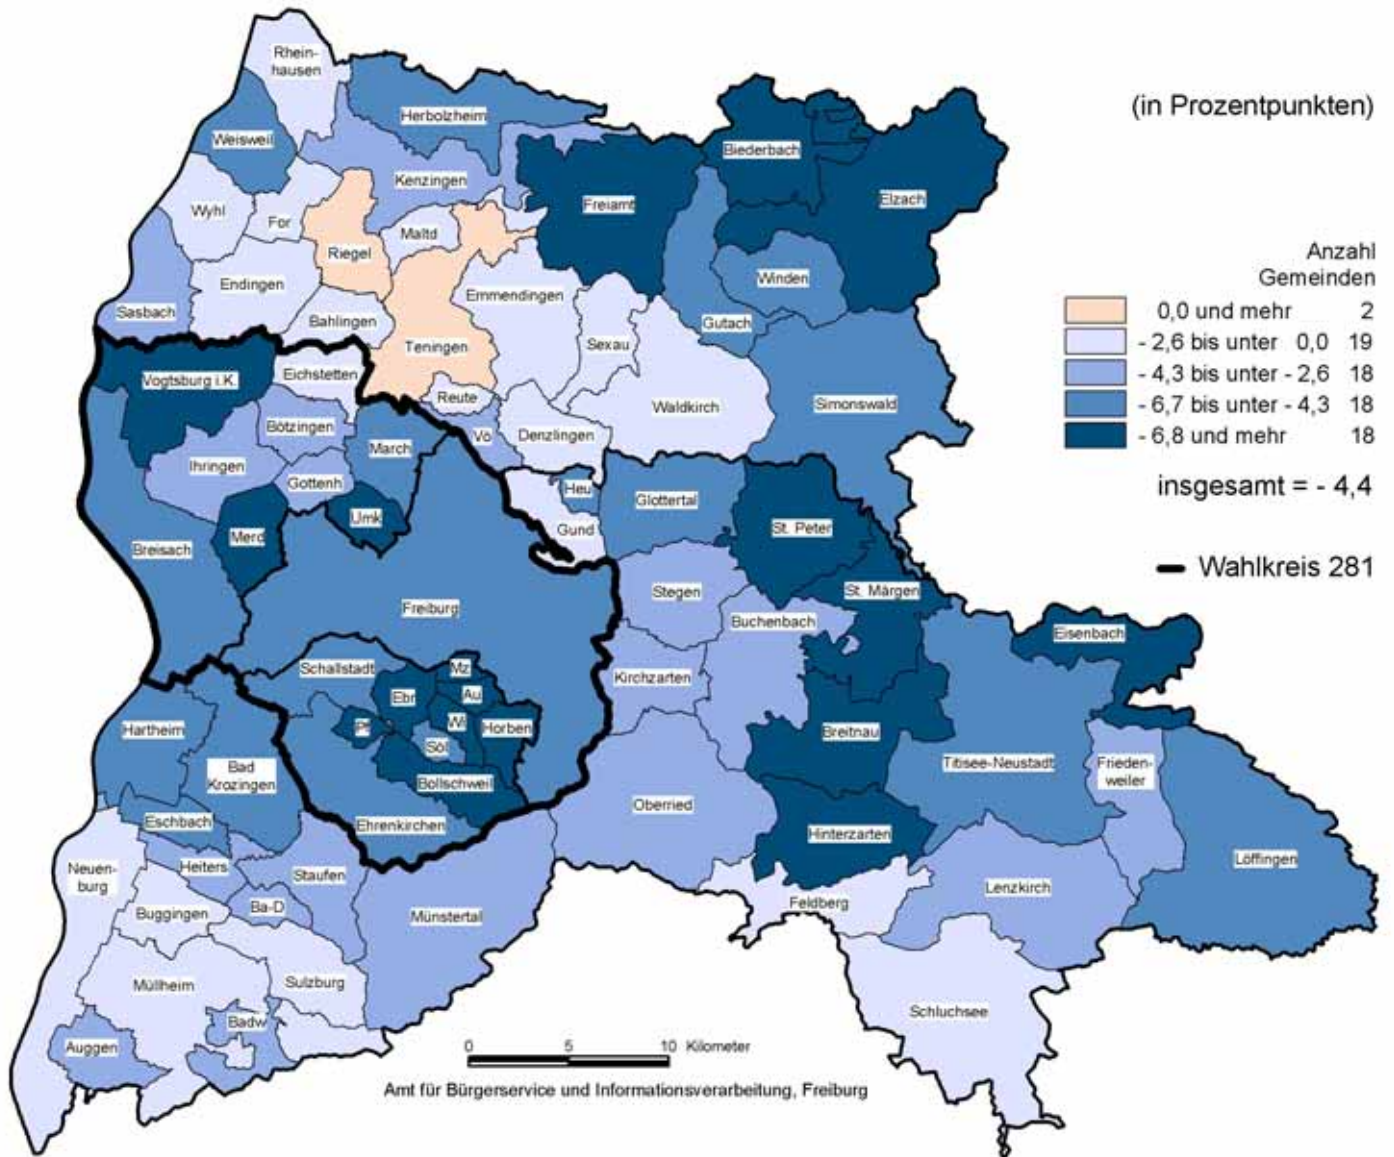 Rhein-
hausen
(in Prozentpunkten)
Herbolzheim
Weisweil
Biederbach
Kenzingen
Elzach
Freiamt
Wyhl
For
Maltd
Riegel
Anzahl
Gemeinden
Winden
Endingen
Emmendingen
Sasbach
0,0 und mehr 2
Bahlingen
Gutach
- 2,6 bis unter 0,0 19
Teningen
Sexau
- 4,3 bis unter - 2,6 18
Eichstetten
Vogtsburg i.K.
Reute
Waldkirch
Simonswald
- 6,7 bis unter - 4,3 18
Bötzingen
Vö
Denzlingen
- 6,8 und mehr 18
March
Ihringen
Gottenh
Heu
Glottertal
insgesamt = - 4,4
Umk
Gund
St. Peter
Merd
Breisach
Wahlkreis 281
Stegen
St. Märgen
Freiburg
Buchenbach
Eisenbach
Schallstadt
Mz
Kirchzarten
Ebr
Au
Hartheim
Pf
Wi
Horben
Breitnau
Söl
Titisee-Neustadt
Frieden-
weiler
Bad
Krozingen
Bollschweil
Oberried
Eschbach
Ehrenkirchen
Hinterzarten
Löffingen
Neuen-
burg
Heiters
Staufen
Lenzkirch
Ba-D
Feldberg
Buggingen
Münstertal
Müllheim
Sulzburg
Schluchsee
Badw
Auggen
0 5 10 Kilometer
Amt für Bürgerservice und Informationsverarbeitung, Freiburg